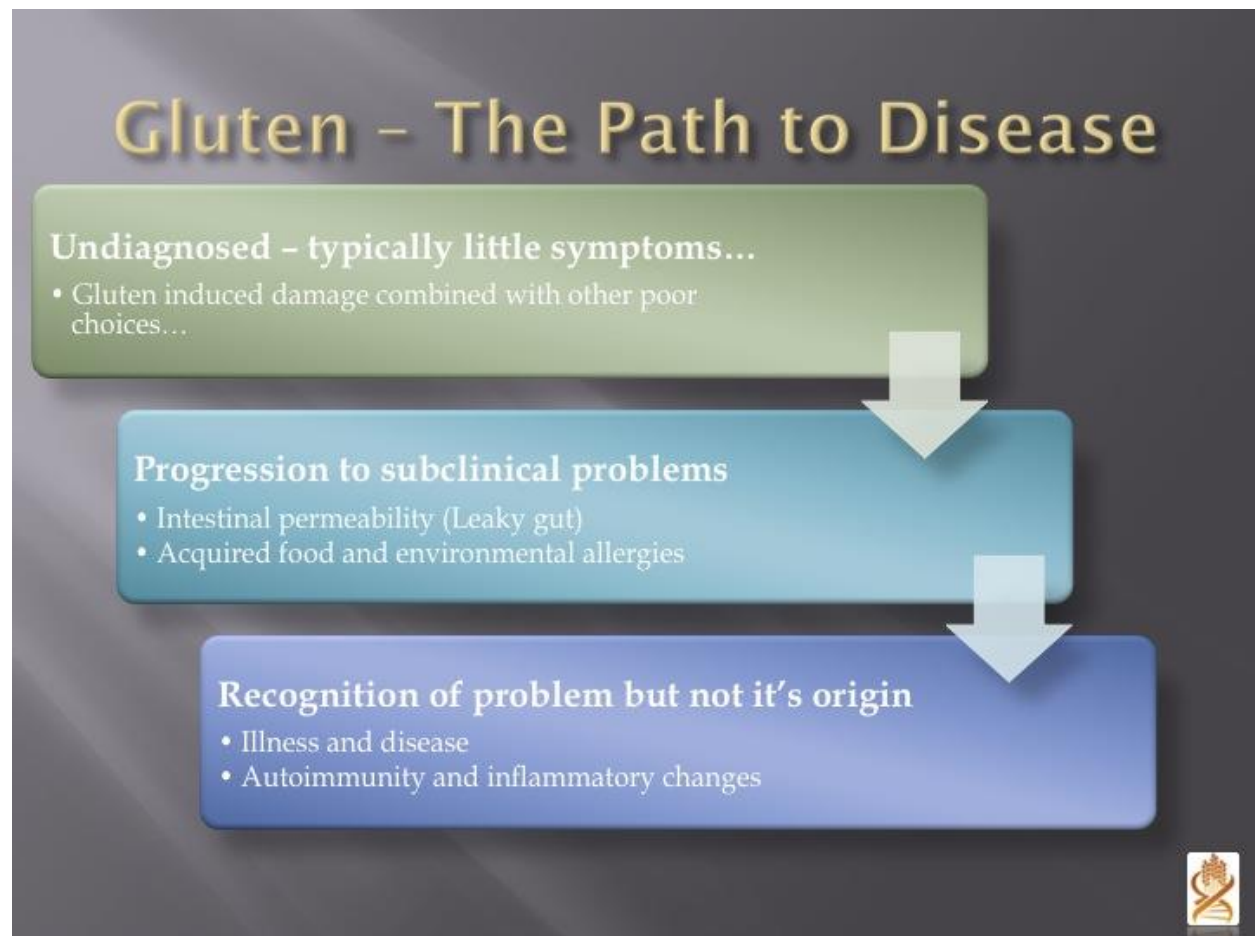 Gluten – The Path to Disease
Undiagnosed – typically little symptoms…
• Gluten induced damage combined with other poor
choices…
Progression to subclinical problems
• Intestinal permeability (Leaky gut)
• Acquired food and environmental allergies
Recognition of problem but not it’s origin
• Illness and disease
• Autoimmunity and inflammatory changes